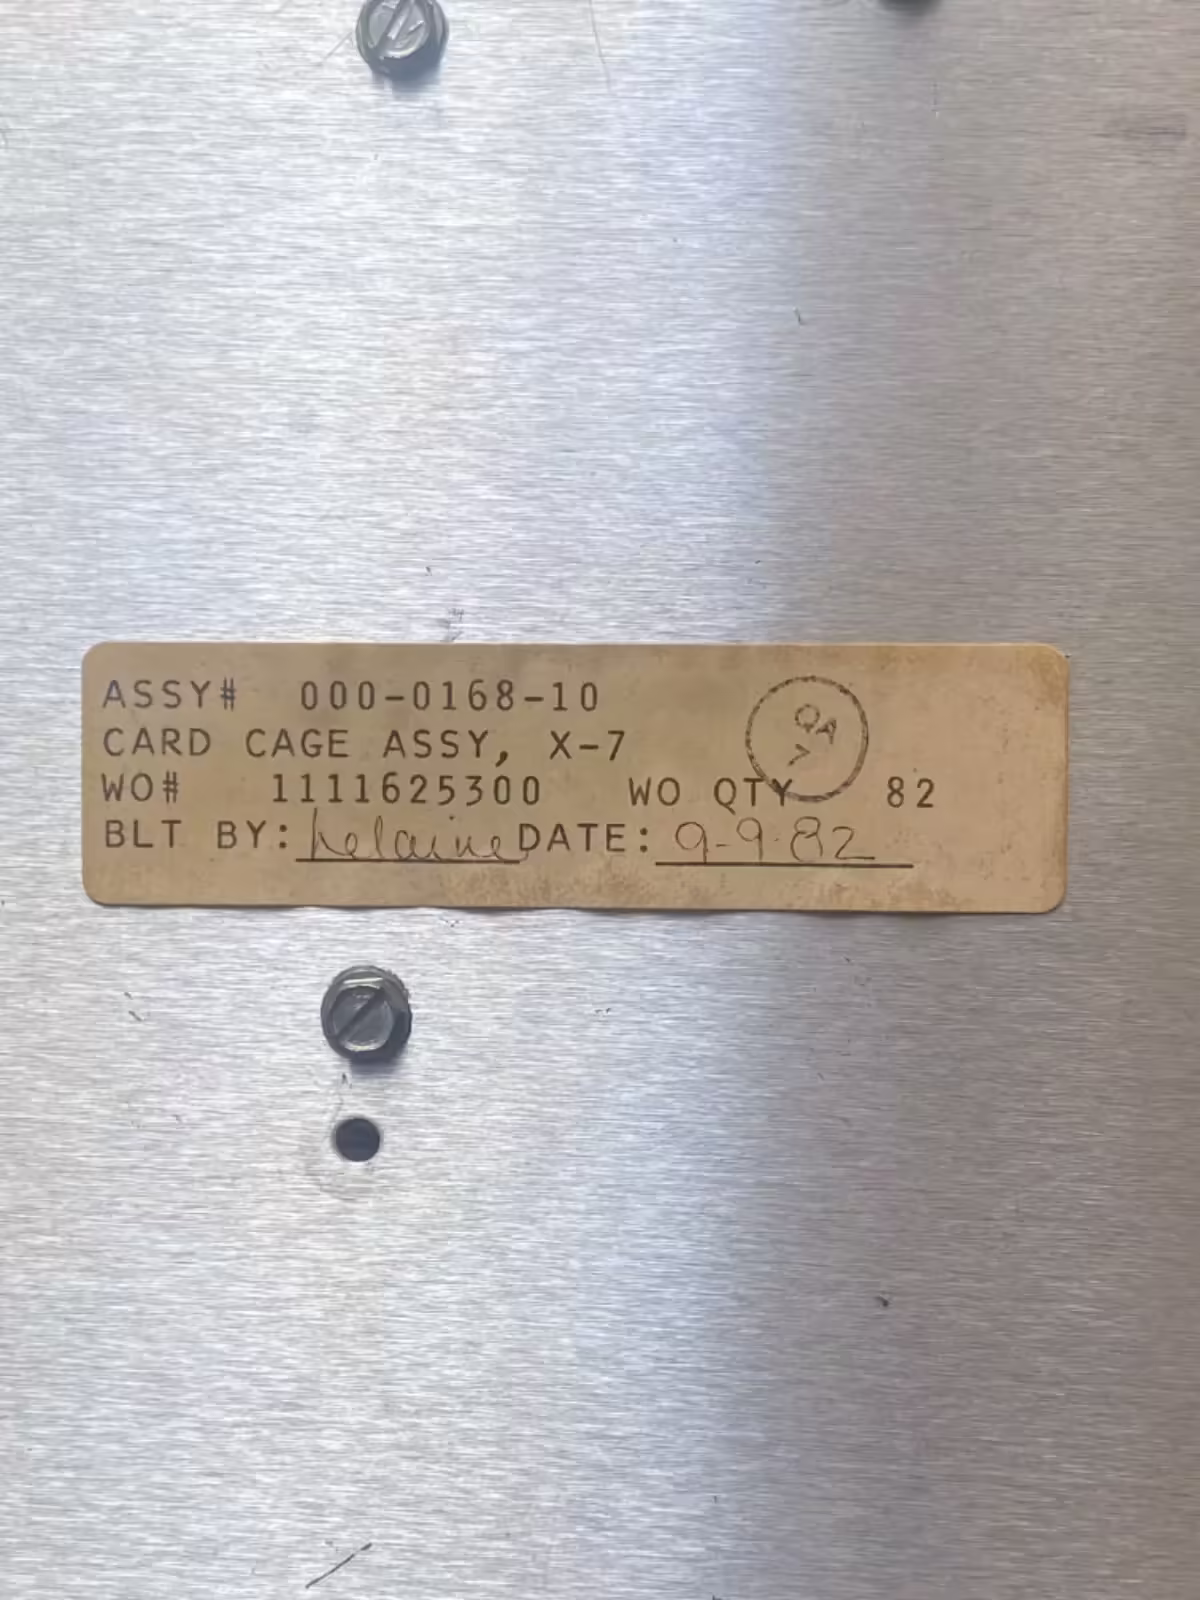 ASSY# 000-0168-10
CARD CAGE ASSY, X-7
QA
7
WO# 1111625300 WO QTY 82
BLT BY: DATE: 9-9-82